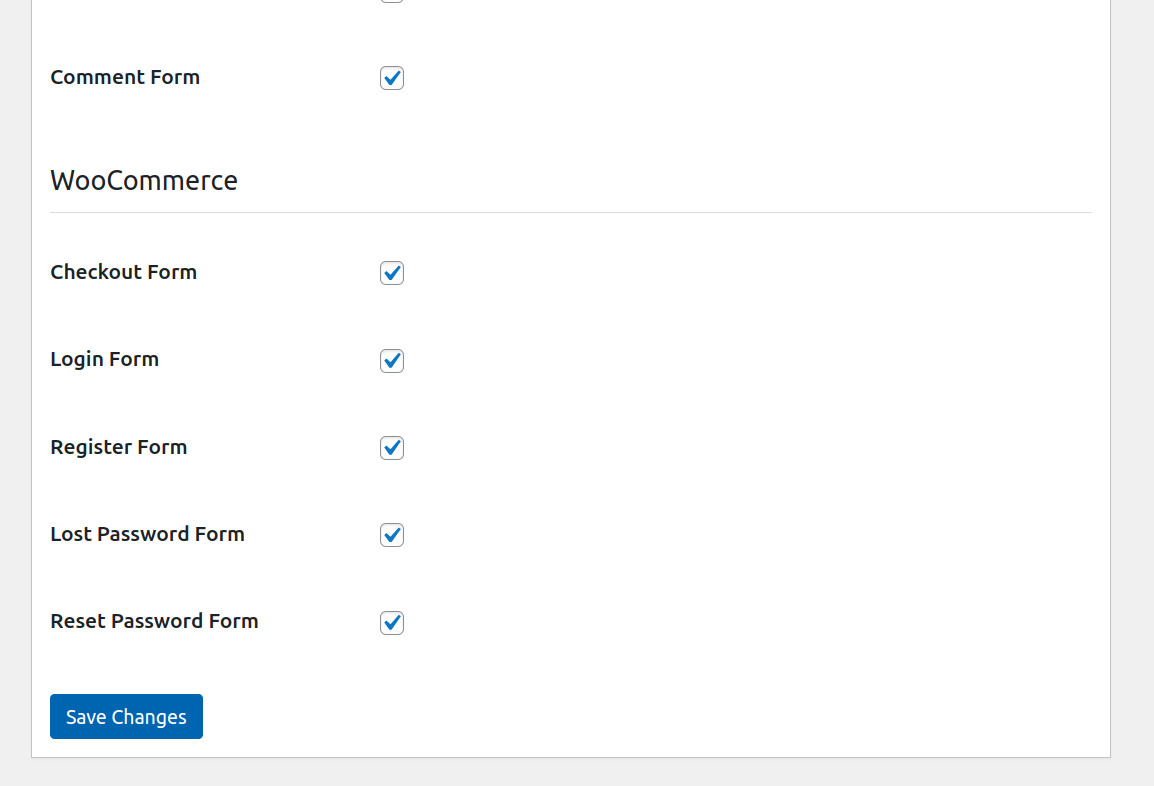 Comment Form
WooCommerce
Checkout Form
Login Form
Register Form
Lost Password Form
Reset Password Form
Save Changes